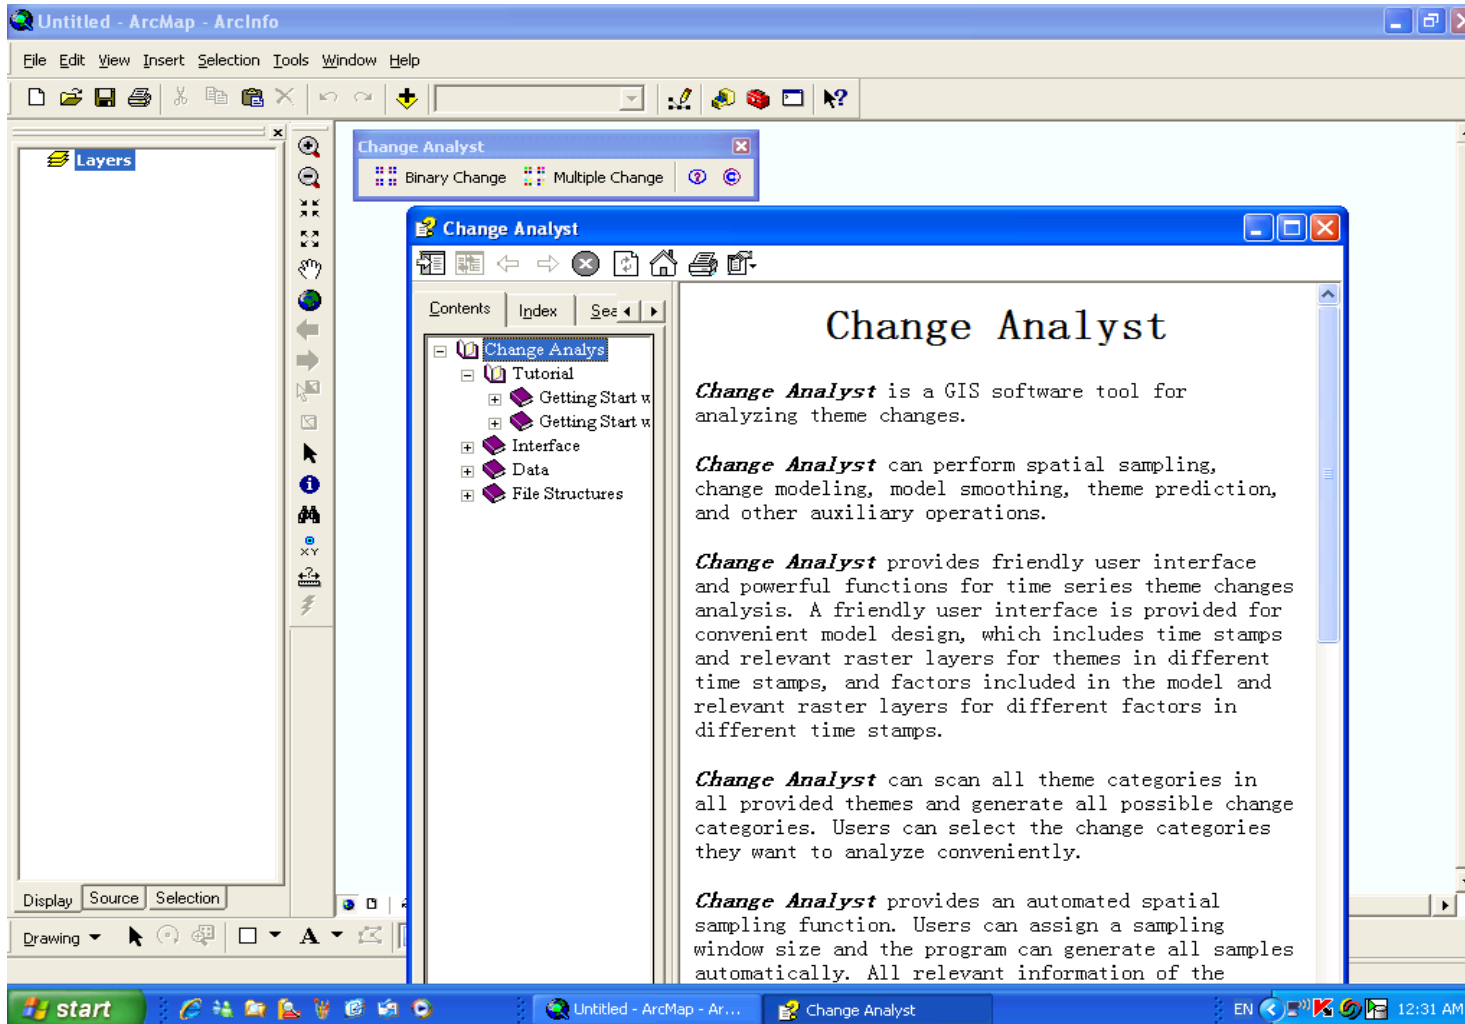 Untitled - ArcMap - ArcInfo
File Edit View Insert Selection Tools Window Help
Layers
Change Analyst
Binary Change Multiple Change
Change Analyst
Contents Index Sea
Change Analys
Tutorial
Getting Start w
Getting Start w
Interface
Data
File Structures
Change Analyst
Change Analyst is a GIS software tool for
analyzing theme changes.
Change Analyst can perform spatial sampling,
change modeling, model smoothing, theme prediction,
and other auxiliary operations.
Change Analyst provides friendly user interface
and powerful functions for time series theme changes
analysis. A friendly user interface is provided for
convenient model design, which includes time stamps
and relevant raster layers for themes in different
time stamps, and factors included in the model and
relevant raster layers for different factors in
different time stamps.
Change Analyst can scan all theme categories in
all provided themes and generate all possible change
categories. Users can select the change categories
they want to analyze conveniently.
Change Analyst provides an automated spatial
sampling function. Users can assign a sampling
window size and the program can generate all samples
automatically. All relevant information of the
XY
Display Source Selection
Drawing A
start Untitled - ArcMap - Ar... Change Analyst EN 12:31 AM